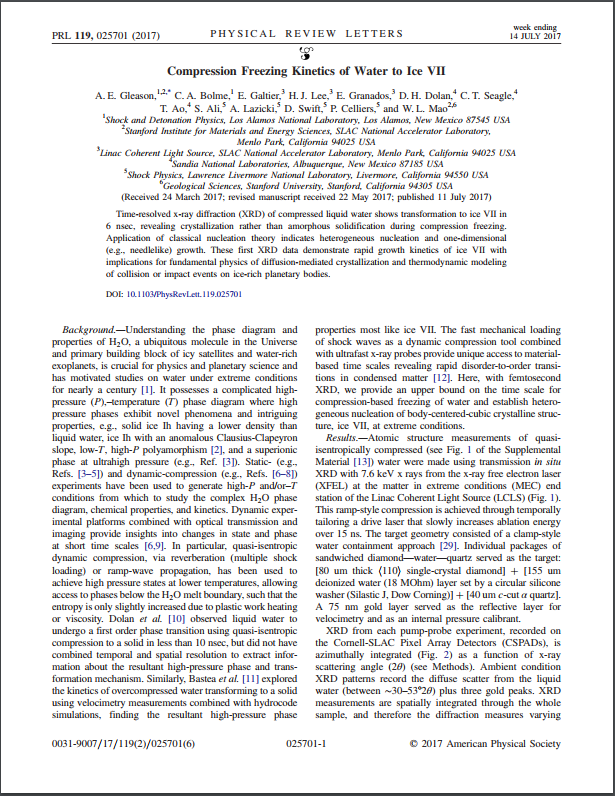 PRL 119, 025701 (2017)
PHYSICAL REVIEW LETTERS
week ending
14 JULY 2017
Compression Freezing Kinetics of Water to Ice VII
A. E. Gleason,1,2,* C. A. Bolme,1 E. Galtier,3 H. J. Lee,3 E. Granados,3 D. H. Dolan,4 C. T. Seagle,4
T. Ao,4 S. Ali,5 A. Lazicki,5 D. Swift,5 P. Celliers,5 and W. L. Mao2,6
1Shock and Detonation Physics, Los Alamos National Laboratory, Los Alamos, New Mexico 87545 USA
2Stanford Institute for Materials and Energy Sciences, SLAC National Accelerator Laboratory,
Menlo Park, California 94025 USA
3Linac Coherent Light Source, SLAC National Accelerator Laboratory, Menlo Park, California 94025 USA
4Sandia National Laboratories, Albuquerque, New Mexico 87185 USA
5Shock Physics, Lawrence Livermore National Laboratory, Livermore, California 94550 USA
6Geological Sciences, Stanford University, Stanford, California 94305 USA
(Received 24 March 2017; revised manuscript received 22 May 2017; published 11 July 2017)
Time-resolved x-ray diffraction (XRD) of compressed liquid water shows transformation to ice VII in
6 nsec, revealing crystallization rather than amorphous solidification during compression freezing.
Application of classical nucleation theory indicates heterogeneous nucleation and one-dimensional
(e.g., needlelike) growth. These first XRD data demonstrate rapid growth kinetics of ice VII with
implications for fundamental physics of diffusion-mediated crystallization and thermodynamic modeling
of collision or impact events on ice-rich planetary bodies.
DOI: 10.1103/PhysRevLett.119.025701
Background.—Understanding the phase diagram and
properties of H2O, a ubiquitous molecule in the Universe
and primary building block of icy satellites and water-rich
exoplanets, is crucial for physics and planetary science and
has motivated studies on water under extreme conditions
for nearly a century [1]. It possesses a complicated high-
pressure (P),–temperature (T) phase diagram where high
pressure phases exhibit novel phenomena and intriguing
properties, e.g., solid ice Ih having a lower density than
liquid water, ice Ih with an anomalous Clausius-Clapeyron
slope, low-T, high-P polyamorphism [2], and a superionic
phase at ultrahigh pressure (e.g., Ref. [3]). Static- (e.g.,
Refs. [3–5]) and dynamic-compression (e.g., Refs. [6–8])
experiments have been used to generate high-P and/or–T
conditions from which to study the complex H2O phase
diagram, chemical properties, and kinetics. Dynamic exper-
imental platforms combined with optical transmission and
imaging provide insights into changes in state and phase
at short time scales [6,9]. In particular, quasi-isentropic
dynamic compression, via reverberation (multiple shock
loading) or ramp-wave propagation, has been used to
achieve high pressure states at lower temperatures, allowing
access to phases below the H2O melt boundary, such that the
entropy is only slightly increased due to plastic work heating
or viscosity. Dolan et al. [10] observed liquid water to
undergo a first order phase transition using quasi-isentropic
compression to a solid in less than 10 nsec, but did not have
combined temporal and spatial resolution to extract infor-
mation about the resultant high-pressure phase and trans-
formation mechanism. Similarly, Bastea et al. [11] explored
the kinetics of overcompressed water transforming to a solid
using velocimetry measurements combined with hydrocode
simulations, finding the resultant high-pressure phase
properties most like ice VII. The fast mechanical loading
of shock waves as a dynamic compression tool combined
with ultrafast x-ray probes provide unique access to material-
based time scales revealing rapid disorder-to-order transi-
tions in condensed matter [12]. Here, with femtosecond
XRD, we provide an upper bound on the time scale for
compression-based freezing of water and establish hetero-
geneous nucleation of body-centered-cubic crystalline struc-
ture, ice VII, at extreme conditions.
Results.—Atomic structure measurements of quasi-
isentropically compressed (see Fig. 1 of the Supplemental
Material [13]) water were made using transmission in situ
XRD with 7.6 keV x rays from the x-ray free electron laser
(XFEL) at the matter in extreme conditions (MEC) end
station of the Linac Coherent Light Source (LCLS) (Fig. 1).
This ramp-style compression is achieved through temporally
tailoring a drive laser that slowly increases ablation energy
over 15 ns. The target geometry consisted of a clamp-style
water containment approach [29]. Individual packages of
sandwiched diamond—water—quartz served as the target:
[80 um thick ⟨110⟩ single-crystal diamond] + [155 um
deionized water (18 MOhm) layer set by a circular silicone
washer (Silastic J, Dow Corning)] + [40 um c-cut α quartz].
A 75 nm gold layer served as the reflective layer for
velocimetry and as an internal pressure calibrant.
XRD from each pump-probe experiment, recorded on
the Cornell-SLAC Pixel Array Detectors (CSPADs), is
azimuthally integrated (Fig. 2) as a function of x-ray
scattering angle (2θ) (see Methods). Ambient condition
XRD patterns record the diffuse scatter from the liquid
water (between ~30–53°2θ) plus three gold peaks. XRD
measurements are spatially integrated through the whole
sample, and therefore the diffraction measures varying
0031-9007/17/119(2)/025701(6)
025701-1
© 2017 American Physical Society